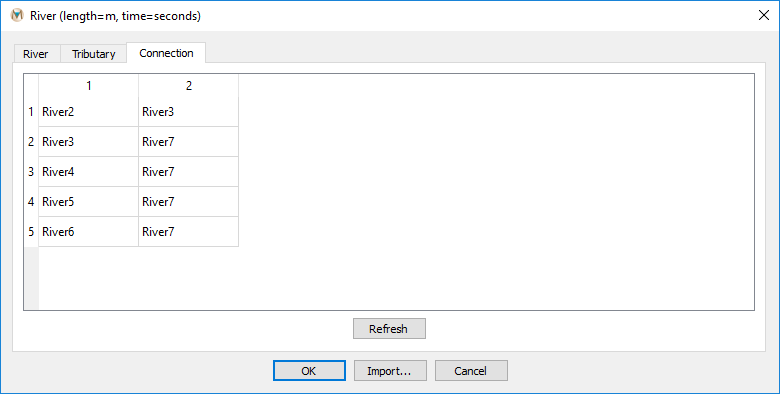 River (length=m, time=seconds)
River Tributary Connection
1 2
1 River2 River3
2 River3 River7
3 River4 River7
4 River5 River7
5 River6 River7
Refresh
OK Import... Cancel